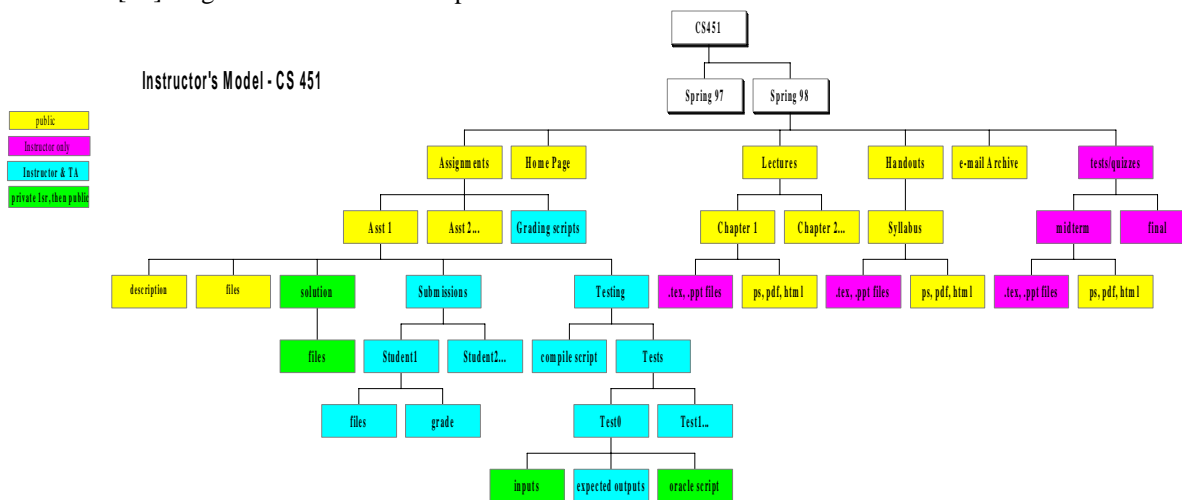 CS451
Instructor's Model - CS 451
Spring 97
Spring 98
public
Instructor only
Instructor & TA
private 1sr, then public
Assignments
Home Page
Lectures
Handouts
e-mail Archive
tests/quizzes
Asst 1
Asst 2...
Grading scripts
Chapter 1
Chapter 2...
Syllabus
midterm
final
description
files
solution
Submissions
Testing
.tex, .ppt files
ps, pdf, html
.tex, .ppt files
ps, pdf, html
.tex, .ppt files
ps, pdf, html
files
Student1
Student2...
compile script
Tests
files
grade
Test0
Test1...
inputs
expected outputs
oracle script